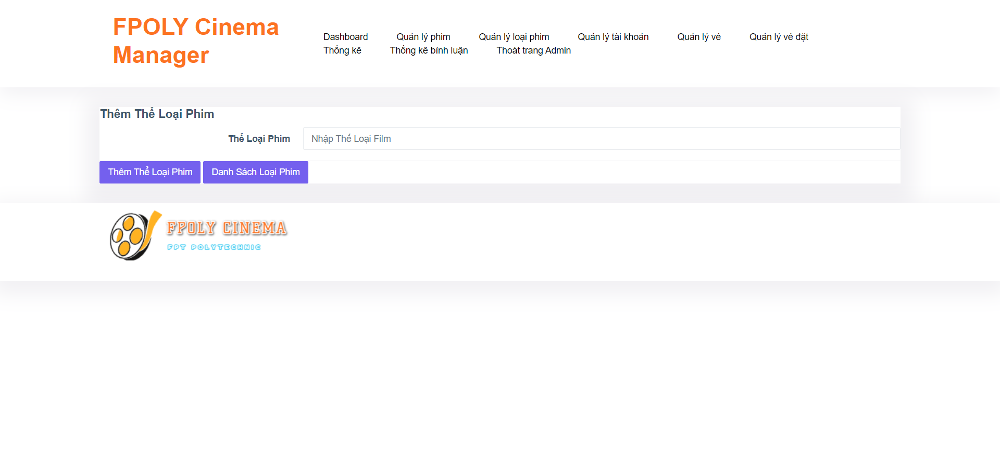 FPOLY Cinema
Manager
Dashboard Quản lý phim Quản lý loại phim Quản lý tài khoản Quản lý vé Quản lý vé đặt
Thống kê Thống kê bình luận Thoát trang Admin
Thêm Thể Loại Phim
Thể Loại Phim Nhập Thế Loại Film
Thêm Thể Loại Phim Danh Sách Loại Phim
FPOLY CINEMA
FPT POLYTECHNIC